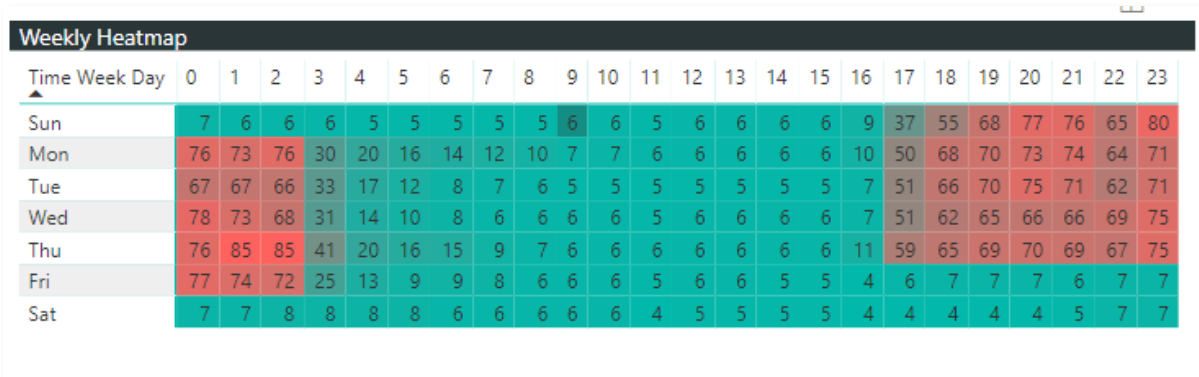 Weekly Heatmap
Time Week Day 0 1 2 3 4 5 6 7 8 9 10 11 12 13 14 15 16 17 18 19 20 21 22 23
Sun 7 6 6 6 5 5 5 5 5 6 6 5 6 6 6 6 9 37 55 68 77 76 65 80
Mon 76 73 76 30 20 16 14 12 10 7 7 6 6 6 6 6 10 50 68 70 73 74 64 71
Tue 67 67 66 33 17 12 8 7 6 5 5 5 5 5 5 5 7 51 66 70 75 71 62 71
Wed 78 73 68 31 14 10 8 6 6 6 6 5 6 6 6 6 7 51 62 65 66 66 69 75
Thu 76 85 85 41 20 16 15 9 7 6 6 6 6 6 6 6 11 59 65 69 70 69 67 75
Fri 77 74 72 25 13 9 9 8 6 6 6 5 6 6 5 5 4 6 7 7 7 6 7 7
Sat 7 7 8 8 8 8 6 6 6 6 6 4 5 5 5 5 4 4 4 4 4 5 7 7